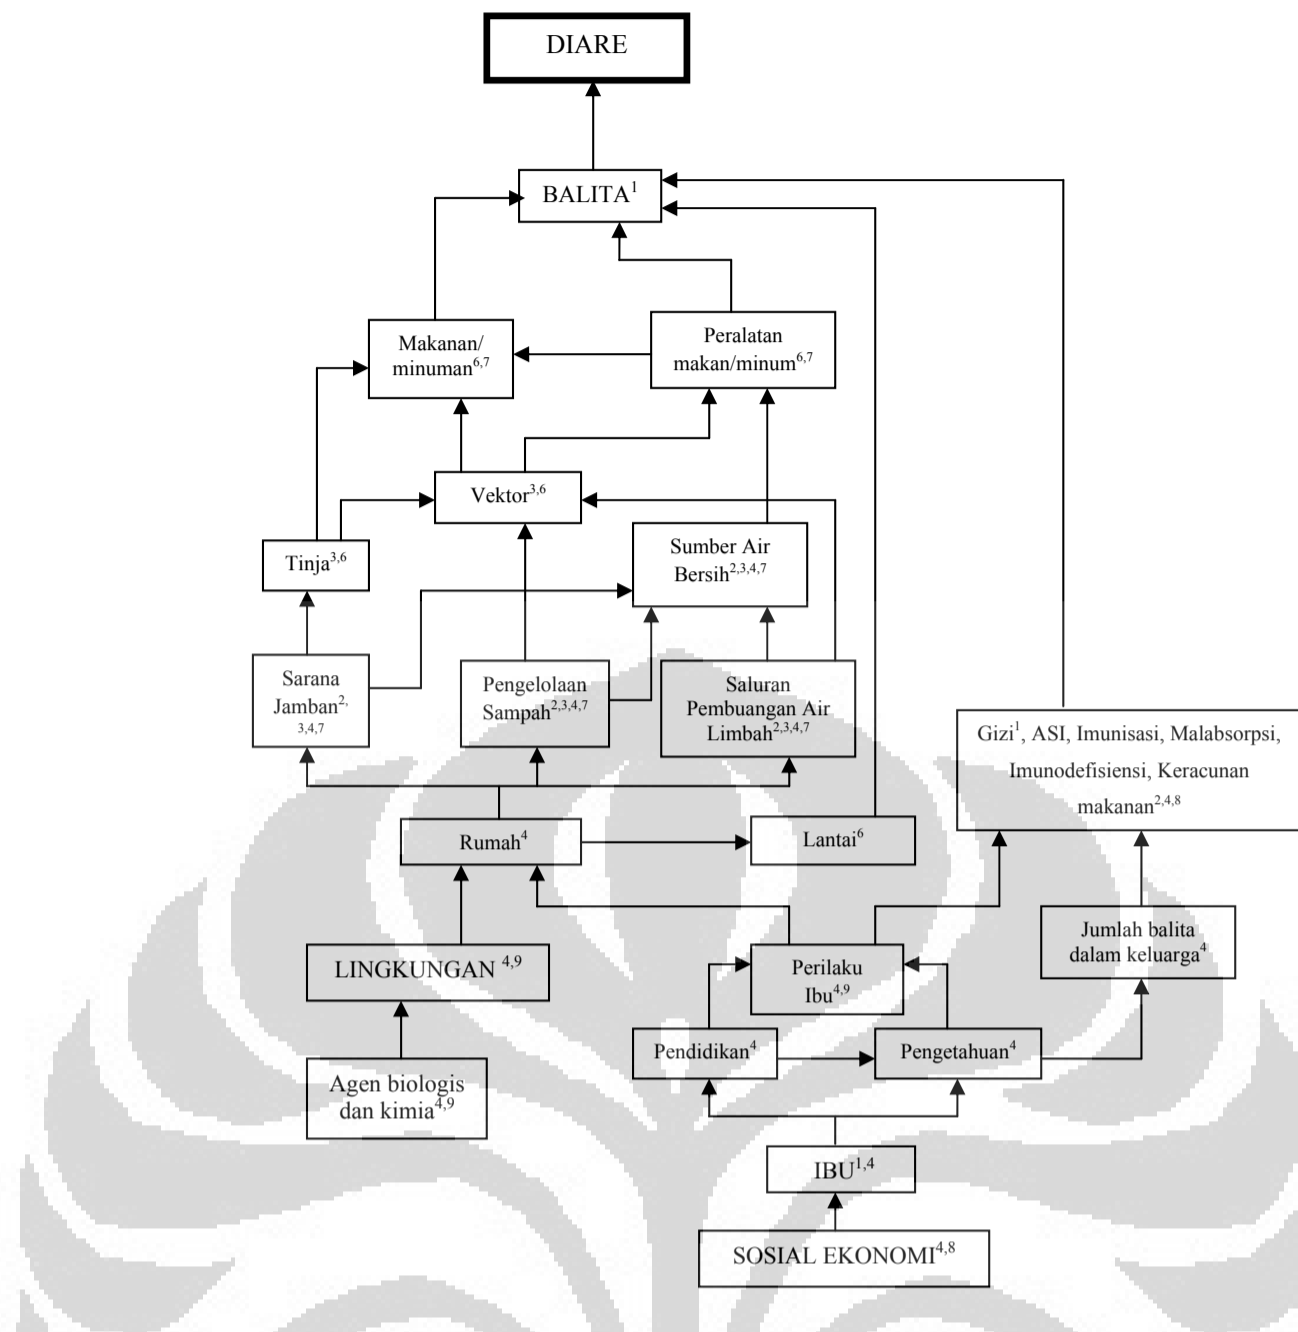 DIARE
BALITA1
Makanan/
minuman6,7
Peralatan
makan/minum6,7
Vektor3,6
Sumber Air
Bersih2,3,4,7
Tinja3,6
Sarana
Jamban2,
3,4,7
Pengelolaan
Sampah2,3,4,7
Saluran
Pembuangan Air
Limbah2,3,4,7
Gizi1, ASI, Imunisasi, Malabsorpsi,
Imunodefisiensi, Keracunan
makanan2,4,8
Rumah4
Lantai6
Jumlah balita
dalam keluarga4
LINGKUNGAN 4,9
Perilaku
Ibu4,9
Pendidikan4
Pengetahuan4
Agen biologis
dan kimia4,9
IBU1,4
SOSIAL EKONOMI4,8